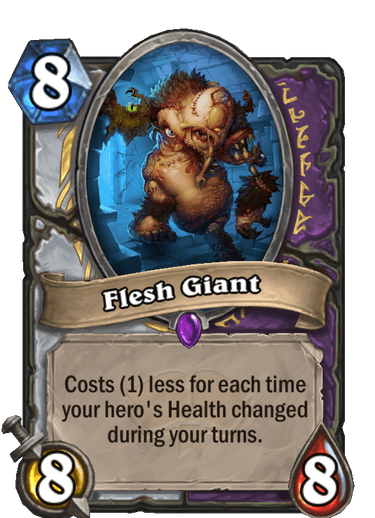 8
Flesh Giant
Costs (1) less for each time
your hero's Health changed
during your turns.
8
8